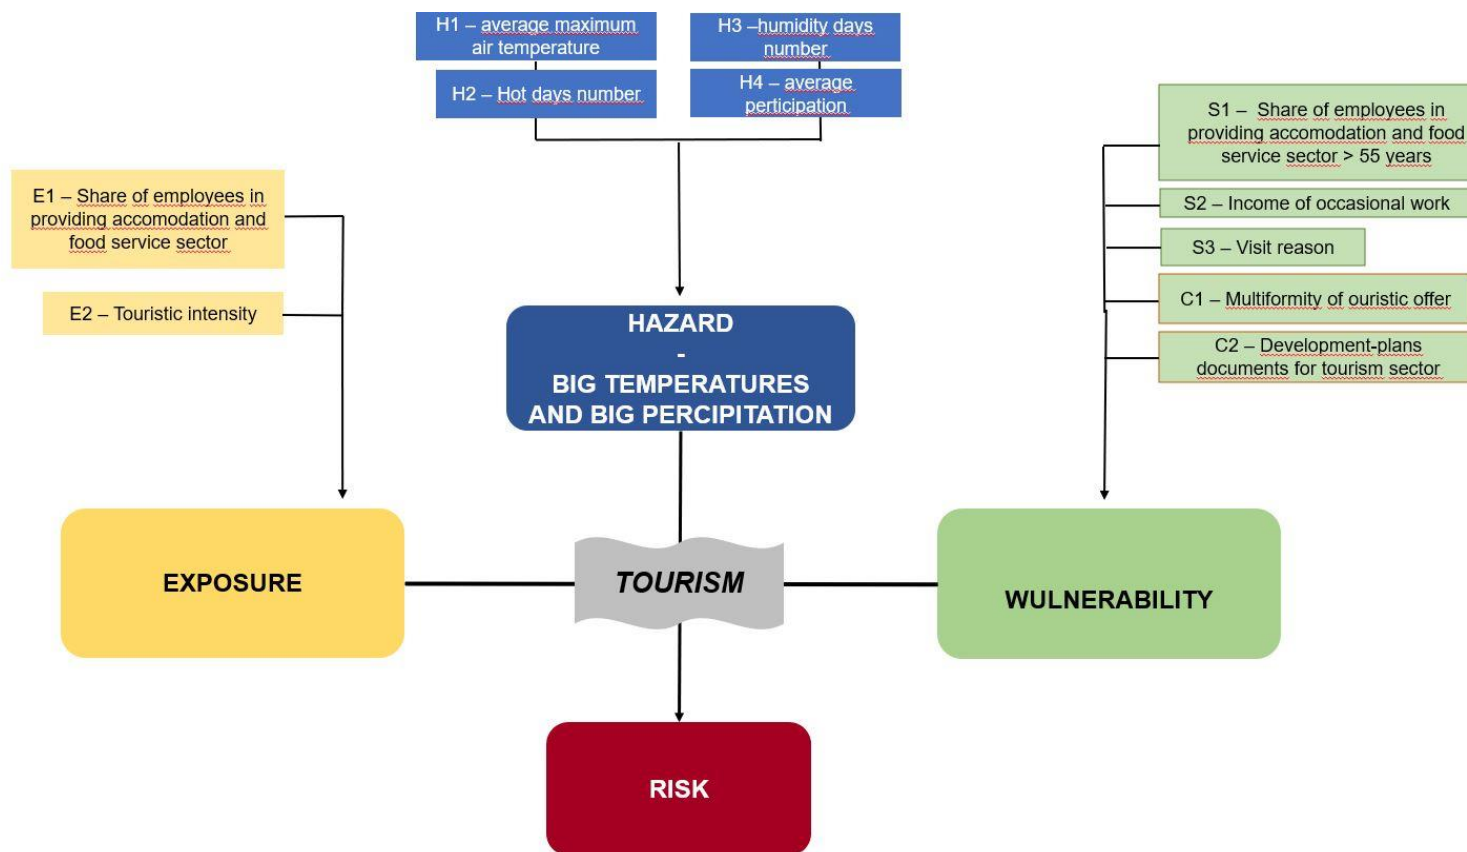 H1 – average maximum
air temperature
H2 – Hot days number
H3 –humidity days
number
H4 – average
perticipation
E1 – Share of employees in
providing accomodation and
food service sector
E2 – Touristic intensity
S1 – Share of employees in
providing accomodation and food
service sector > 55 years
S2 – Income of occasional work
S3 – Visit reason
C1 – Multiformity of ouristic offer
C2 – Development-plans
documents for tourism sector
HAZARD
-
BIG TEMPERATURES
AND BIG PERCIPITATION
EXPOSURE
TOURISM
WULNERABILITY
RISK